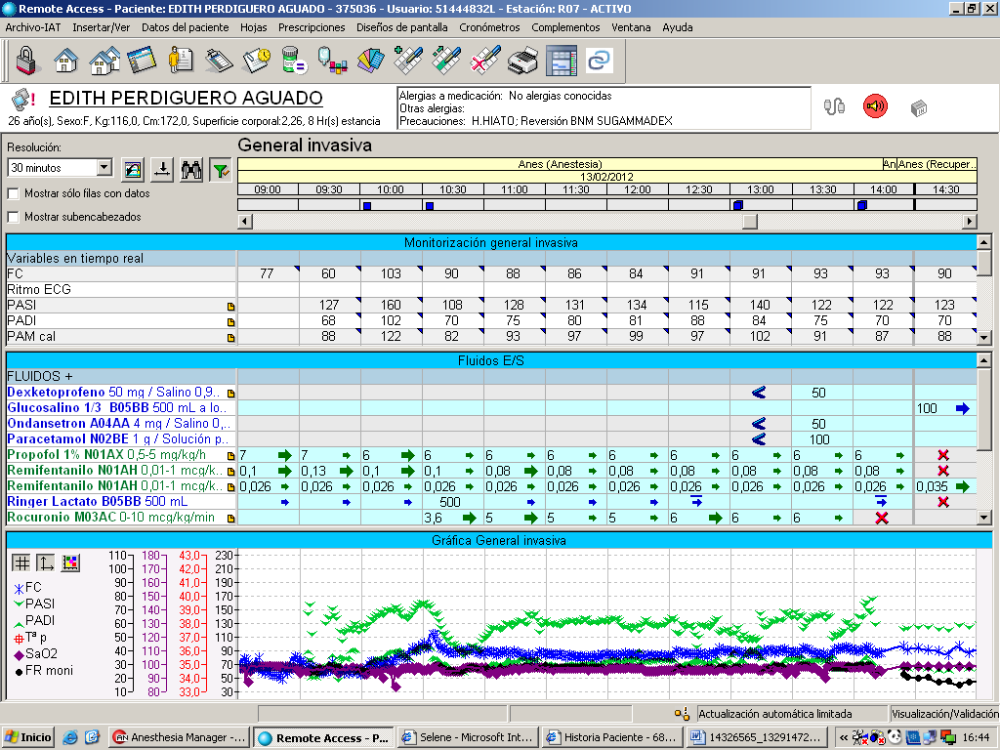 Remote Access - Paciente: EDITH PERDIGUERO AGUADO - 375036 - Usuario: 51444832L - Estación: R07 - ACTIVO
Archivo-IAT Insertar/Ver Datos del paciente Hojas Prescripciones Diseños de pantalla Cronómetros Complementos Ventana Ayuda
EDITH PERDIGUERO AGUADO
26 año(s), Sexo:F, Kg:116,0, Cm:172,0, Superficie corporal:2,26, 8 Hr(s) estancia
Alergias a medicación: No alergias conocidas
Otras alergias:
Precauciones: H.HIATO; Reversión BNM SUGAMMADEX
Resolución:
30 minutos
Mostrar sólo filas con datos
Mostrar subencabezados
General invasiva
Anes (Anestesia) An Anes (Recuper..
13/02/2012
09:00 09:30 10:00 10:30 11:00 11:30 12:00 12:30 13:00 13:30 14:00 14:30
Monitorización general invasiva
Variables en tiempo real
FC 77 60 103 90 88 86 84 91 91 93 93 90
Ritmo ECG
PASI 127 160 108 128 131 134 115 140 122 122 123
PADI 68 102 70 75 80 81 88 84 75 70 70
PAM cal 88 122 82 93 97 99 97 102 91 87 88
Fluidos E/S
FLUIDOS +
Dexketoprofeno 50 mg / Salino 0,9.. 50
Glucosalino 1/3 B05BB 500 mL a lo.. 100
Ondansetron A04AA 4 mg / Salino 0,.. 50
Paracetamol N02BE 1 g / Solución p.. 100
Propofol 1% N01AX 0,5-5 mg/kg/h 7 7 6 6 6 6 6 6 6 6 6
Remifentanilo N01AH 0,01-1 mcg/k.. 0,1 0,13 0,1 0,1 0,08 0,08 0,08 0,08 0,08 0,08 0,08
Remifentanilo N01AH 0,01-1 mcg/k.. 0,026 0,026 0,026 0,026 0,026 0,026 0,026 0,026 0,026 0,026 0,026 0,035
Ringer Lactato B05BB 500 mL 500
Rocuronio M03AC 0-10 mcg/kg/min 3,6 5 5 5 6 6 6
Gráfica General invasiva
FC
PASI
PADI
Tª p
SaO2
FR moni
110 180 43,0 230
100 170 42,0 210
90 160 41,0 190
80 150 40,0 170
70 140 39,0 150
60 130 38,0 130
50 120 37,0 110
40 110 36,0 90
30 100 35,0 70
20 90 34,0 50
10 80 33,0 30
Actualización automática limitada Visualización/Validación
Inicio Anesthesia Manager -... Remote Access - P... Selene - Microsoft Int... Historia Paciente - 68... 14326565_13291472... 16:44